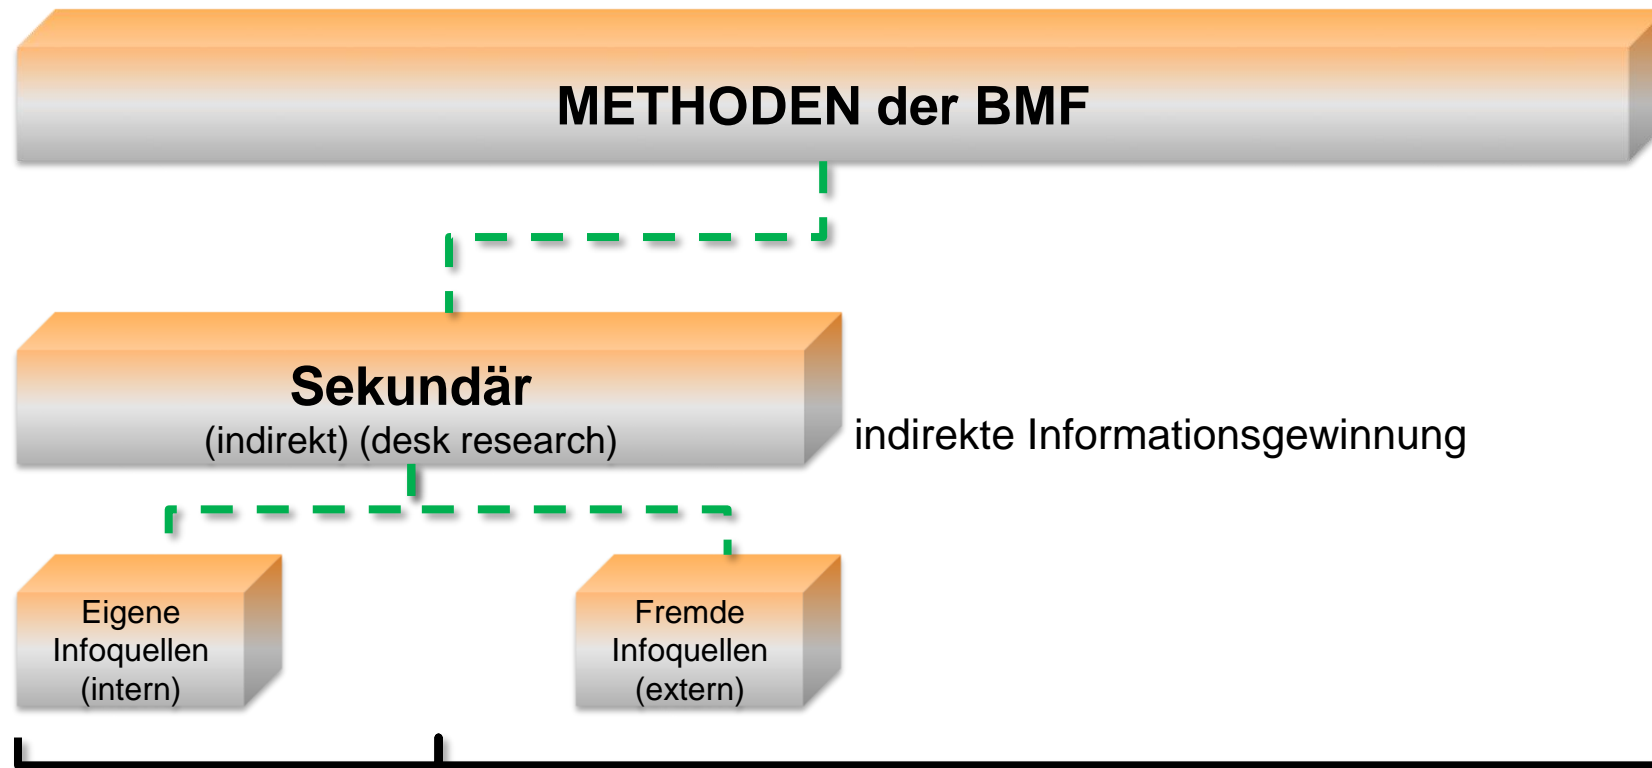 METHODEN der BMF
Sekundär
(indirekt) (desk research)
indirekte Informationsgewinnung
Eigene
Infoquellen
(intern)
Fremde
Infoquellen
(extern)